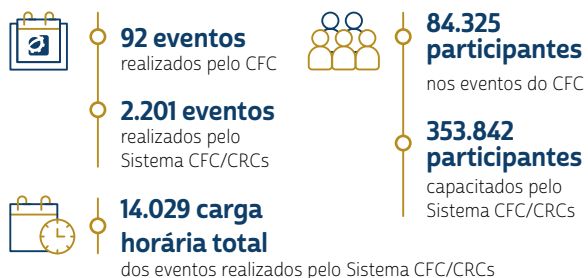 92 eventos
realizados pelo CFC
2.201 eventos
realizados pelo
Sistema CFC/CRCs
84.325
participantes
nos eventos do CFC
353.842
participantes
capacitados pelo
Sistema CFC/CRCs
14.029 carga
horária total
dos eventos realizados pelo Sistema CFC/CRCs